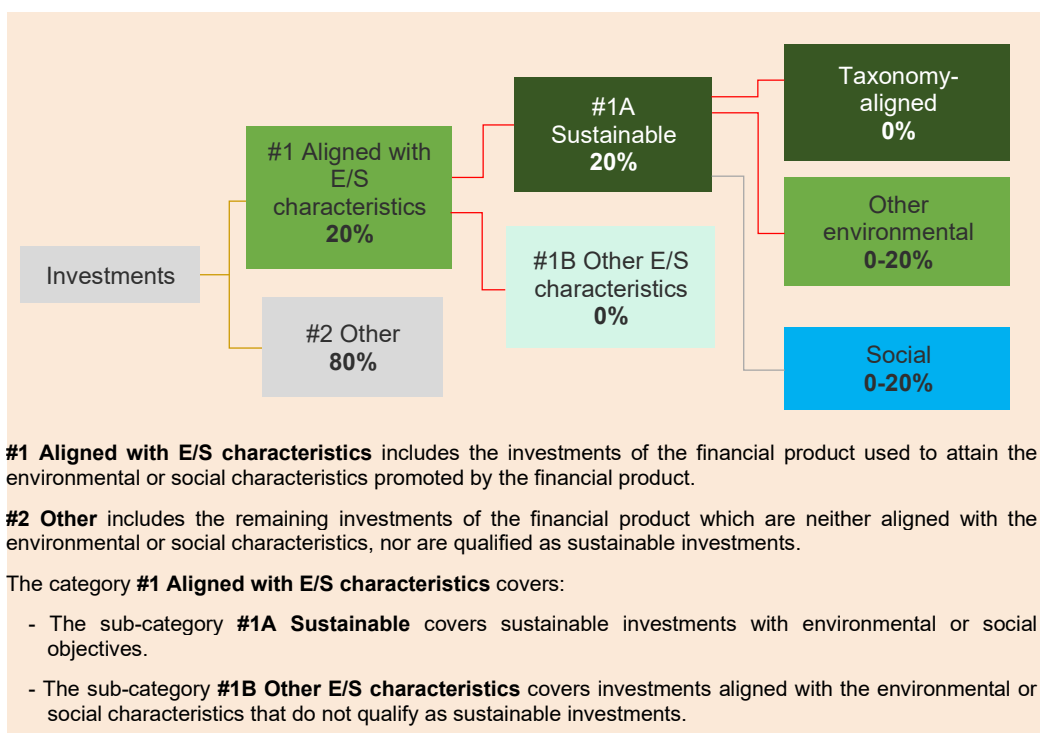 Investments
#1 Aligned with
E/S
characteristics
20%
#2 Other
80%
#1A
Sustainable
20%
#1B Other E/S
characteristics
0%
Taxonomy-
aligned
0%
Other
environmental
0-20%
Social
0-20%
#1 Aligned with E/S characteristics includes the investments of the financial product used to attain the
environmental or social characteristics promoted by the financial product.
#2 Other includes the remaining investments of the financial product which are neither aligned with the
environmental or social characteristics, nor are qualified as sustainable investments.
The category #1 Aligned with E/S characteristics covers:
- The sub-category #1A Sustainable covers sustainable investments with environmental or social
objectives.
- The sub-category #1B Other E/S characteristics covers investments aligned with the environmental or
social characteristics that do not qualify as sustainable investments.